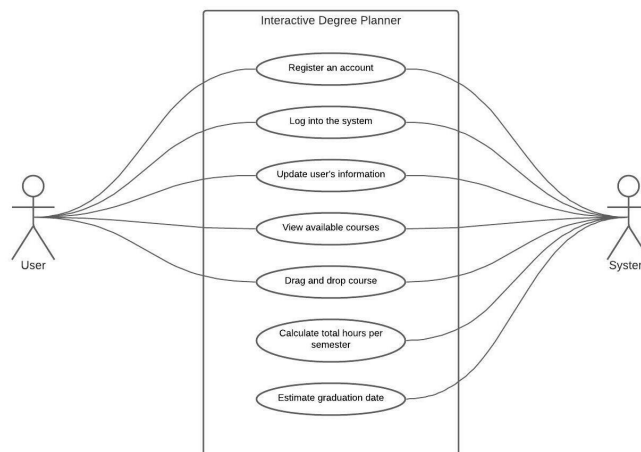 Interactive Degree Planner
Register an account
Log into the system
Update user's information
View available courses
Drag and drop course
Calculate total hours per
semester
Estimate graduation date
User
System